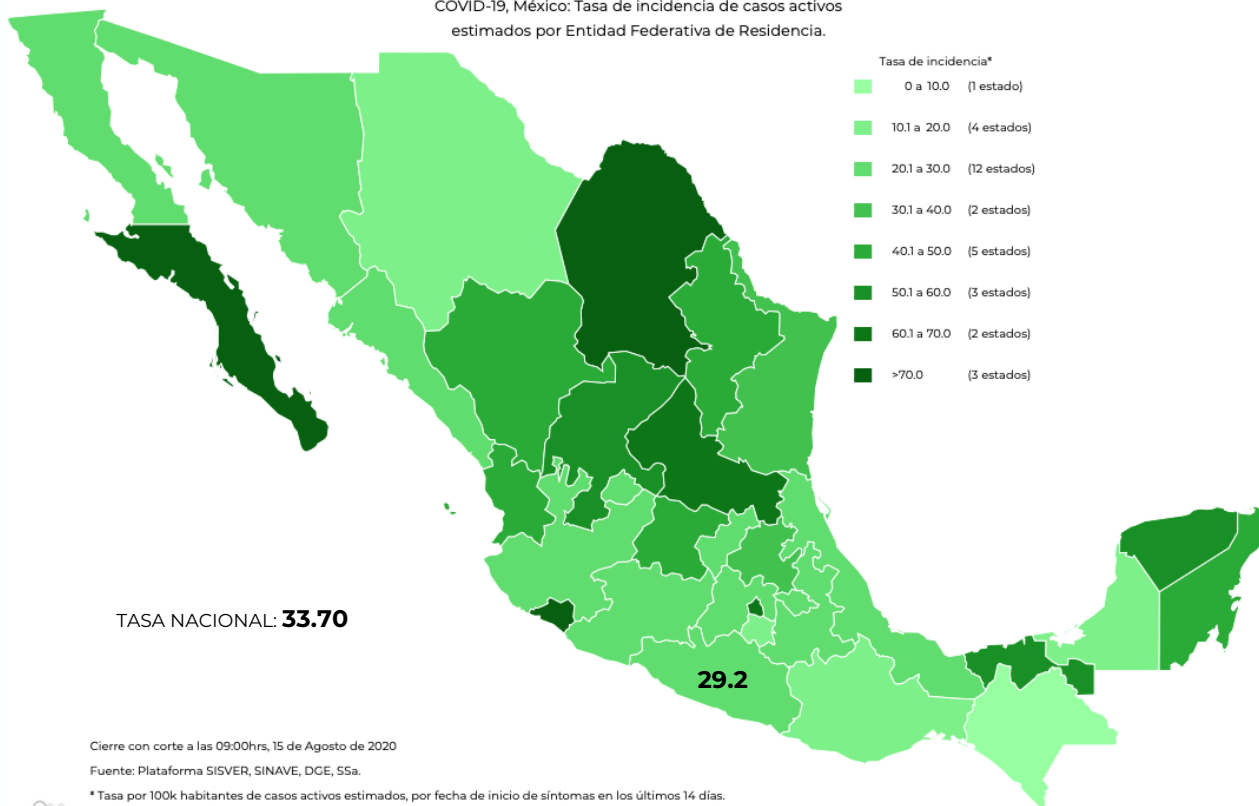 COVID-19, México: Tasa de incidencia de casos activos
estimados por Entidad Federativa de Residencia.
Tasa de incidencia*
0 a 10.0 (1 estado)
10.1 a 20.0 (4 estados)
20.1 a 30.0 (12 estados)
30.1 a 40.0 (2 estados)
40.1 a 50.0 (5 estados)
50.1 a 60.0 (3 estados)
60.1 a 70.0 (2 estados)
>70.0 (3 estados)
TASA NACIONAL: 33.70
29.2
Cierre con corte a las 09:00hrs, 15 de Agosto de 2020
Fuente: Plataforma SISVER, SINAVE, DGE, SSa.
* Tasa por 100k habitantes de casos activos estimados, por fecha de inicio de síntomas en los últimos 14 días.